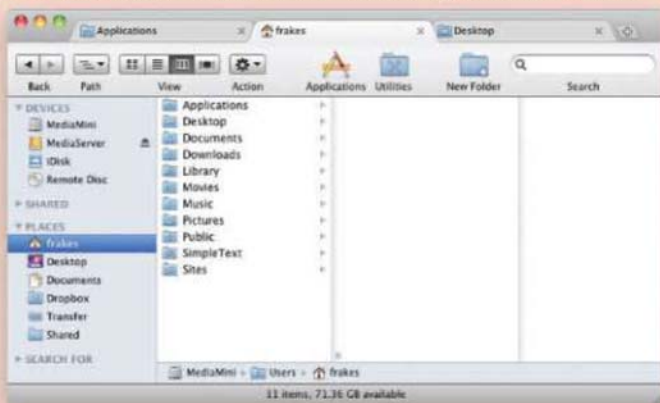 Applications
frakes
Desktop
Back Path View Action Applications Utilities New Folder Search
DEVICES
MediaMini
MediaServer
iDisk
Remote Disc
SHARED
PLACES
frakes
Desktop
Documents
Dropbox
Transfer
Shared
SEARCH FOR
Applications
Desktop
Documents
Downloads
Library
Movies
Music
Pictures
Public
SimpleText
Sites
MediaMini Users frakes
11 items, 71.36 GB available